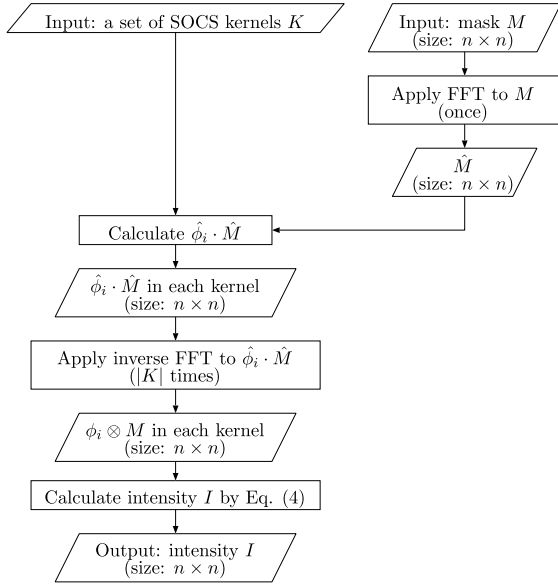 Input: a set of SOCS kernels K
Input: mask M
(size: n × n)
Apply FFT to M
(once)
M̂
(size: n × n)
Calculate ϕ̂ᵢ · M̂
ϕ̂ᵢ · M̂ in each kernel
(size: n × n)
Apply inverse FFT to ϕ̂ᵢ · M̂
(|K| times)
ϕᵢ ⊗ M in each kernel
(size: n × n)
Calculate intensity I by Eq. (4)
Output: intensity I
(size: n × n)